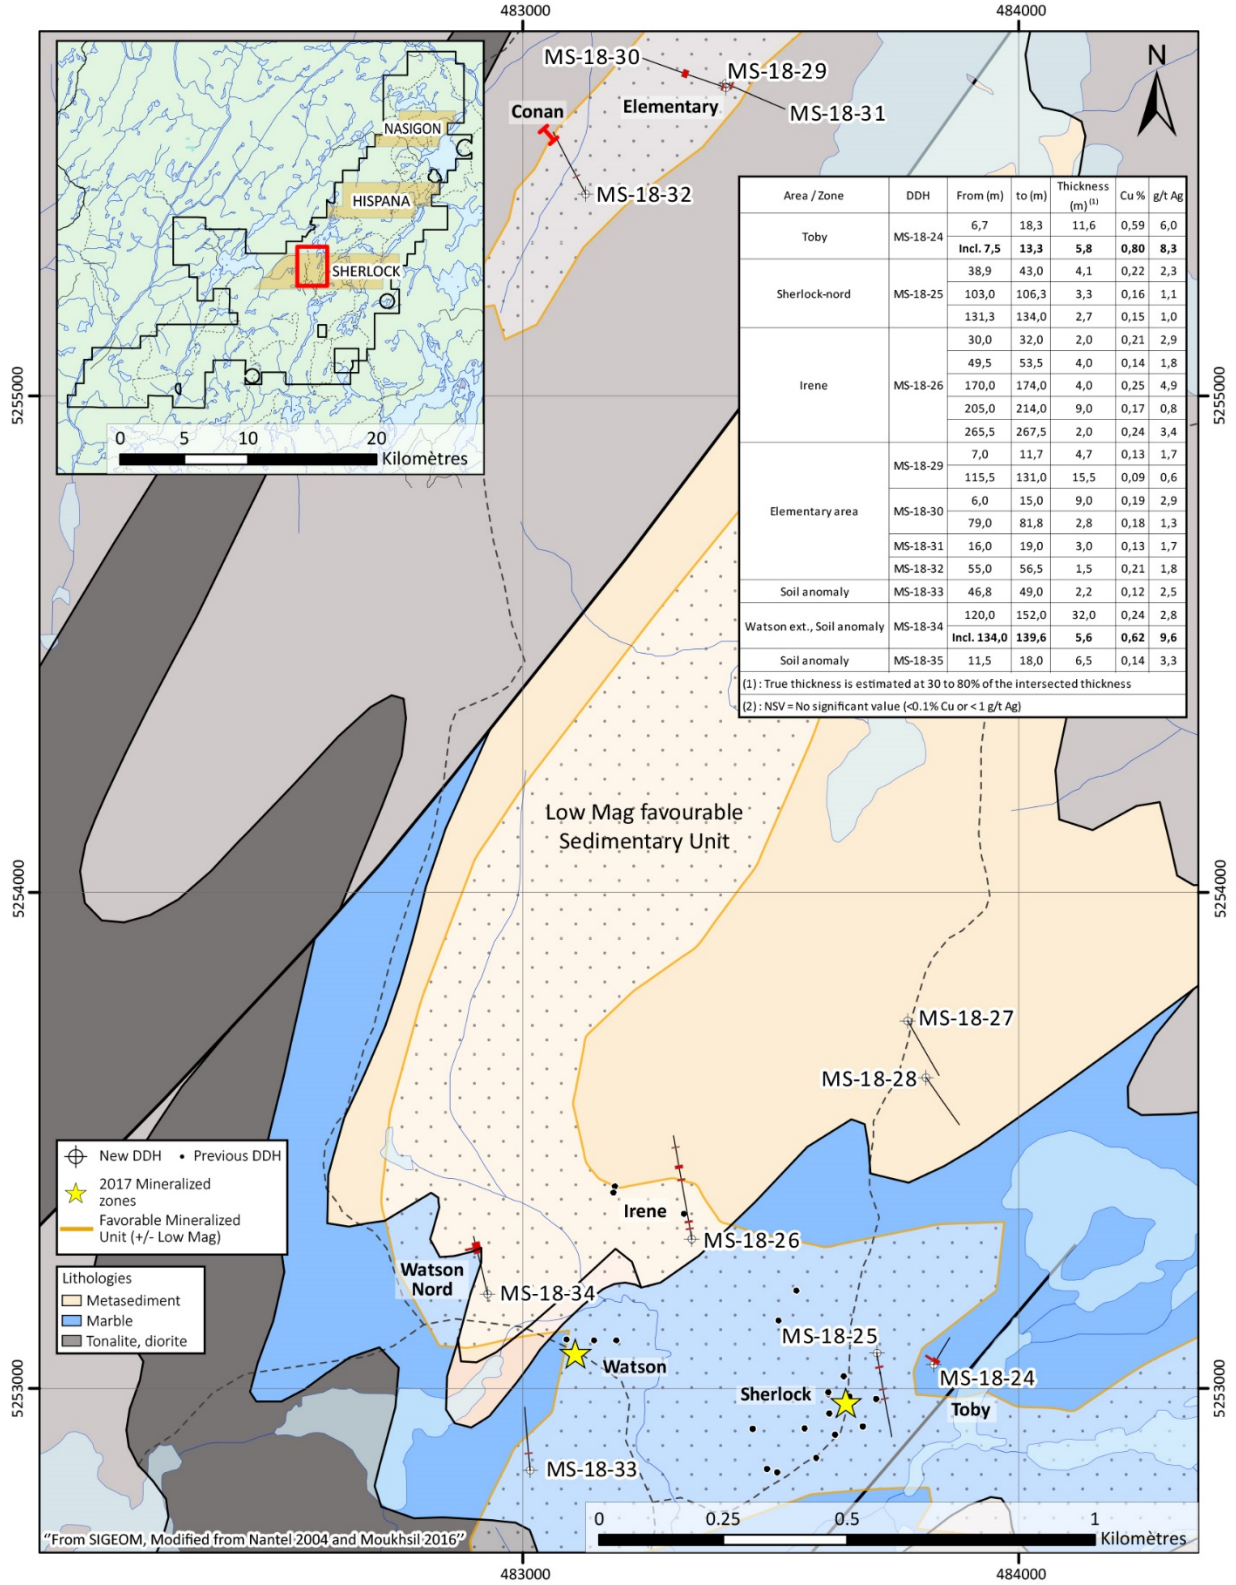 483000
484000
N
MS-18-30
MS-18-29
Elementary
MS-18-31
Conan
MS-18-32
NASIGON
HISPANA
SHERLOCK
0 5 10 20
Kilomètres
Area / Zone DDH From (m) to (m) Thickness (m) (1) Cu % g/t Ag
Toby MS-18-24 6,7 18,3 11,6 0,59 6,0
Incl. 7,5 13,3 5,8 0,80 8,3
Sherlock-nord MS-18-25 38,9 43,0 4,1 0,22 2,3
103,0 106,3 3,3 0,16 1,1
131,3 134,0 2,7 0,15 1,0
Irene MS-18-26 30,0 32,0 2,0 0,21 2,9
49,5 53,5 4,0 0,14 1,8
170,0 174,0 4,0 0,25 4,9
205,0 214,0 9,0 0,17 0,8
265,5 267,5 2,0 0,24 3,4
Elementary area MS-18-29 7,0 11,7 4,7 0,13 1,7
115,5 131,0 15,5 0,09 0,6
MS-18-30 6,0 15,0 9,0 0,19 2,9
79,0 81,8 2,8 0,18 1,3
MS-18-31 16,0 19,0 3,0 0,13 1,7
MS-18-32 55,0 56,5 1,5 0,21 1,8
Soil anomaly MS-18-33 46,8 49,0 2,2 0,12 2,5
Watson ext., Soil anomaly MS-18-34 120,0 152,0 32,0 0,24 2,8
Incl. 134,0 139,6 5,6 0,62 9,6
Soil anomaly MS-18-35 11,5 18,0 6,5 0,14 3,3
(1) : True thickness is estimated at 30 to 80% of the intersected thickness
(2) : NSV = No significant value (<0.1% Cu or < 1 g/t Ag)
5255000
5255000
Low Mag favourable
Sedimentary Unit
5254000
5254000
MS-18-27
MS-18-28
New DDH
Previous DDH
2017 Mineralized
zones
Favorable Mineralized
Unit (+/- Low Mag)
Lithologies
Metasediment
Marble
Tonalite, diorite
Irene
MS-18-26
Watson
Nord
MS-18-34
MS-18-25
Watson
Sherlock
MS-18-24
Toby
5253000
5253000
MS-18-33
0 0.25 0.5 1
Kilomètres
"From SIGEOM, Modified from Nantel 2004 and Moukhsil 2016"
483000
484000